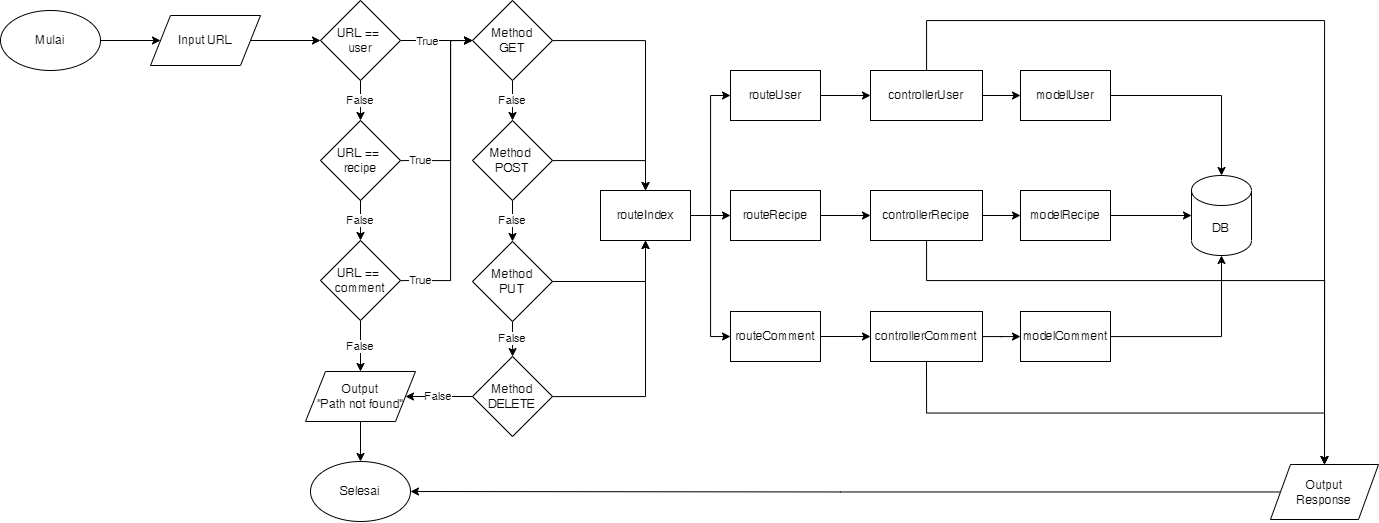 Mulai
Input URL
URL ==
user
True
Method
GET
False
False
URL ==
recipe
True
Method
POST
False
False
URL ==
comment
True
Method
PUT
False
False
Output
"Path not found"
False
Method
DELETE
Selesai
routeIndex
routeUser
controllerUser
modelUser
routeRecipe
controllerRecipe
modelRecipe
DB
routeComment
controllerComment
modelComment
Output
Response